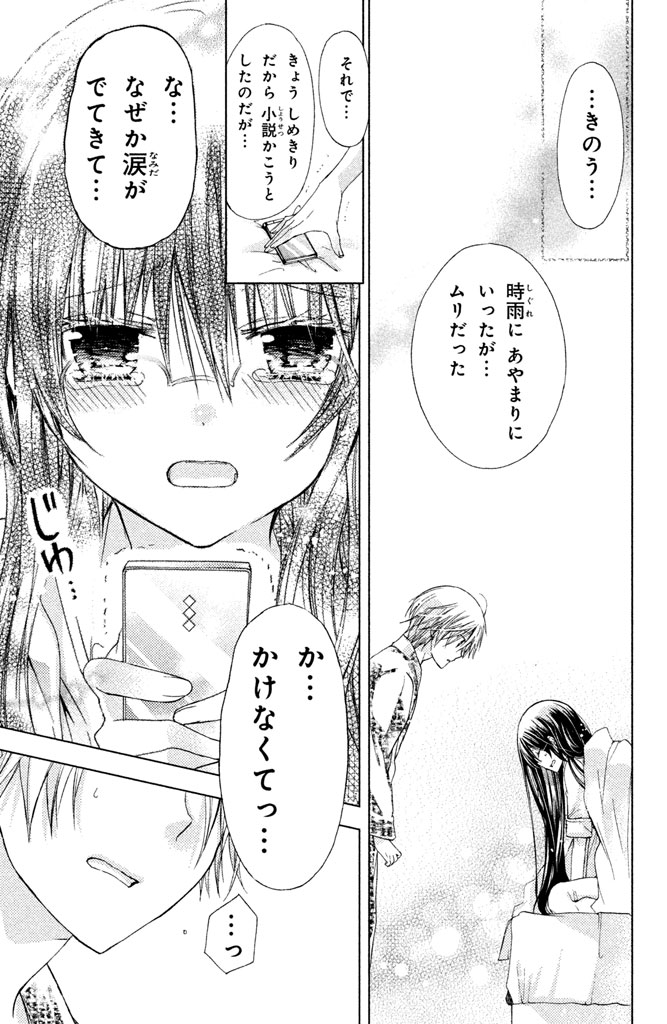 …きのう…
時雨に あやまりに
いったが…
ムリだった
それで…
きょう しめきり
だから 小説かこうと
したのだが…
な…
なぜか涙が
でてきて…
じゅ…
か…
かけなくてっ…
…っ